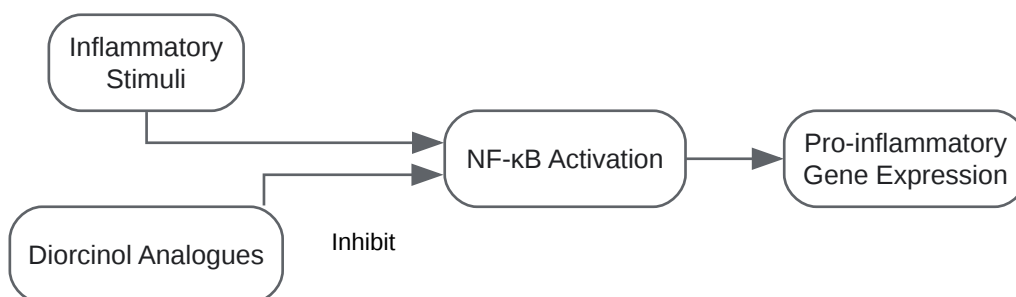 Inflammatory
Stimuli
NF-κB Activation
Pro-inflammatory
Gene Expression
Diorcinol Analogues
Inhibit